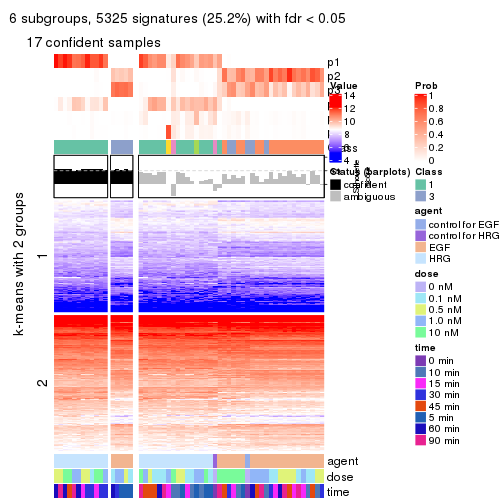 6 subgroups, 5325 signatures (25.2%) with fdr < 0.05
17 confident samples
p1
p2
Value
14
12
10
8
6
4
Prob
1
0.8
0.6
0.4
0.2
0
Status (barplots)
confident
ambiguous
Class
1
3
agent
control for EGF
control for HRG
EGF
HRG
dose
0 nM
0.1 nM
0.5 nM
1.0 nM
10 nM
time
0 min
10 min
15 min
30 min
45 min
5 min
60 min
90 min
k-means with 2 groups
1
2
agent
dose
time